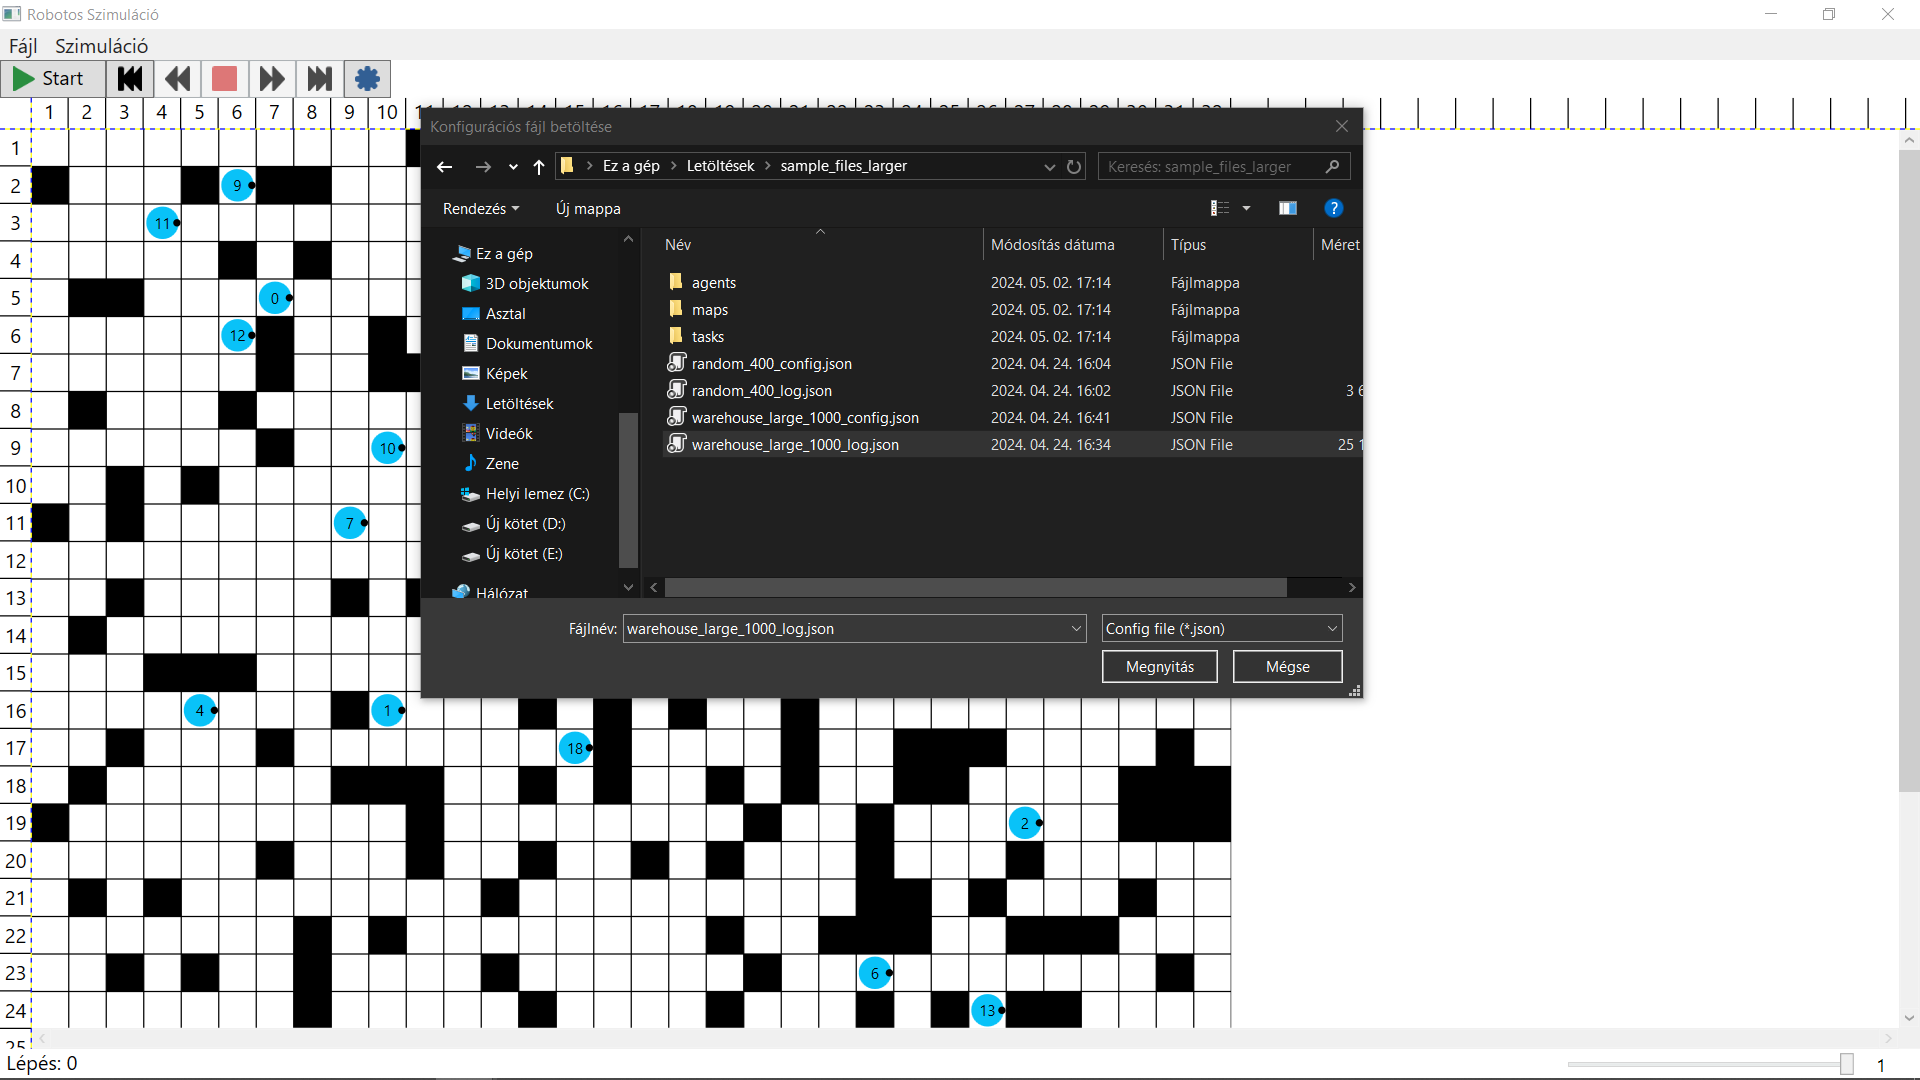 Robotos Szimuláció
Fájl Szimuláció
Start
1 2 3 4 5 6 7 8 9 10
Konfigurációs fájl betöltése
Ez a gép > Letöltések > sample_files_larger
Keresés: sample_files_larger
Rendezés
Új mappa
Ez a gép
3D objektumok
Asztal
Dokumentumok
Képek
Letöltések
Videók
Zene
Helyi lemez (C:)
Új kötet (D:)
Új kötet (E:)
Hálózat
Név Módosítás dátuma Típus Méret
agents 2024. 05. 02. 17:14 Fájlmappa
maps 2024. 05. 02. 17:14 Fájlmappa
tasks 2024. 05. 02. 17:14 Fájlmappa
random_400_config.json 2024. 04. 24. 16:04 JSON File
random_400_log.json 2024. 04. 24. 16:02 JSON File 3 6
warehouse_large_1000_config.json 2024. 04. 24. 16:41 JSON File
warehouse_large_1000_log.json 2024. 04. 24. 16:34 JSON File 25 1
Fájlnév: warehouse_large_1000_log.json
Config file (*.json)
Megnyitás Mégse
1
2 9
3 11
4
5 0
6 12
7
8
9 10
10
11 7
12
13
14
15
16 4 1
17 18
18
19 2
20
21
22
23 6
24 13
25
Lépés: 0
1